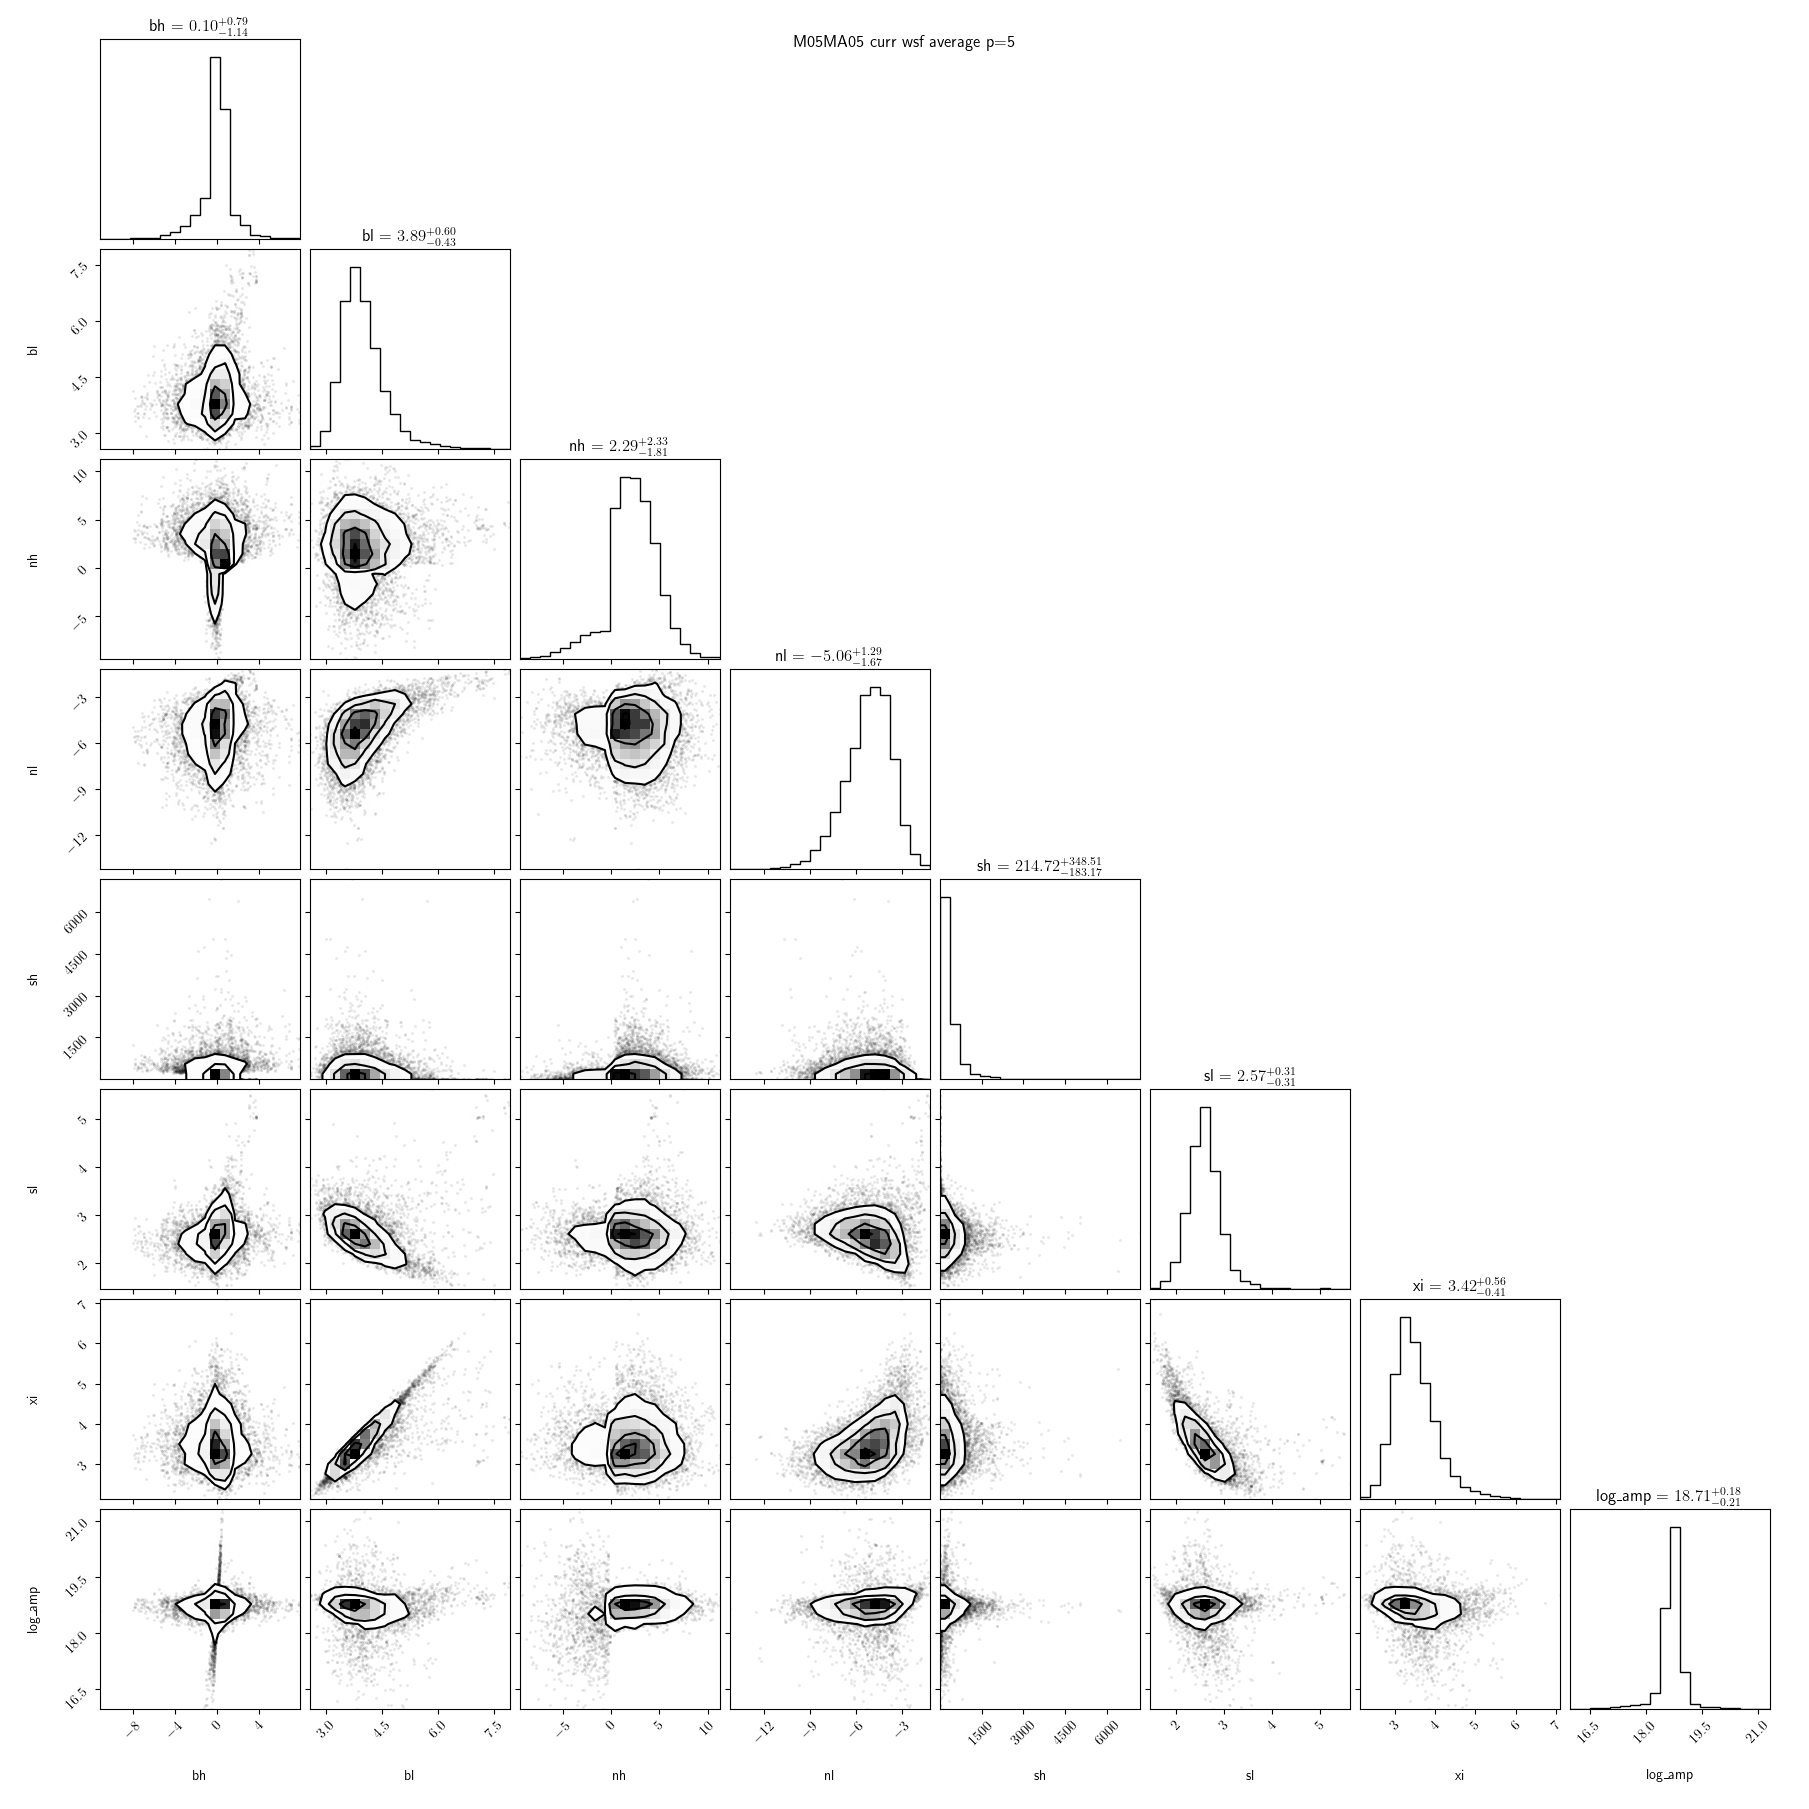 M05MA05 curr wsf average p=5
bh = 0.10+0.79 −1.14
bl = 3.89+0.60 −0.43
7.5
6.0
4.5
3.0
bl
nh = 2.29+2.33 −1.81
10
5
0
−5
nh
nl = −5.06+1.29 −1.67
−3
−6
−9
−12
nl
sh = 214.72+348.51 −183.17
6000
4500
3000
1500
sh
sl = 2.57+0.31 −0.31
5
4
3
2
sl
xi = 3.42+0.56 −0.41
7
6
5
4
3
xi
log_amp = 18.71+0.18 −0.21
21.0
19.5
18.0
16.5
log_amp
−8 −4 0 4 3.0 4.5 6.0 7.5 −5 0 5 10 −12 −9 −6 −3 1500 3000 4500 6000 2 3 4 5 3 4 5 6 7 16.5 18.0 19.5 21.0
bh bl nh nl sh sl xi log_amp